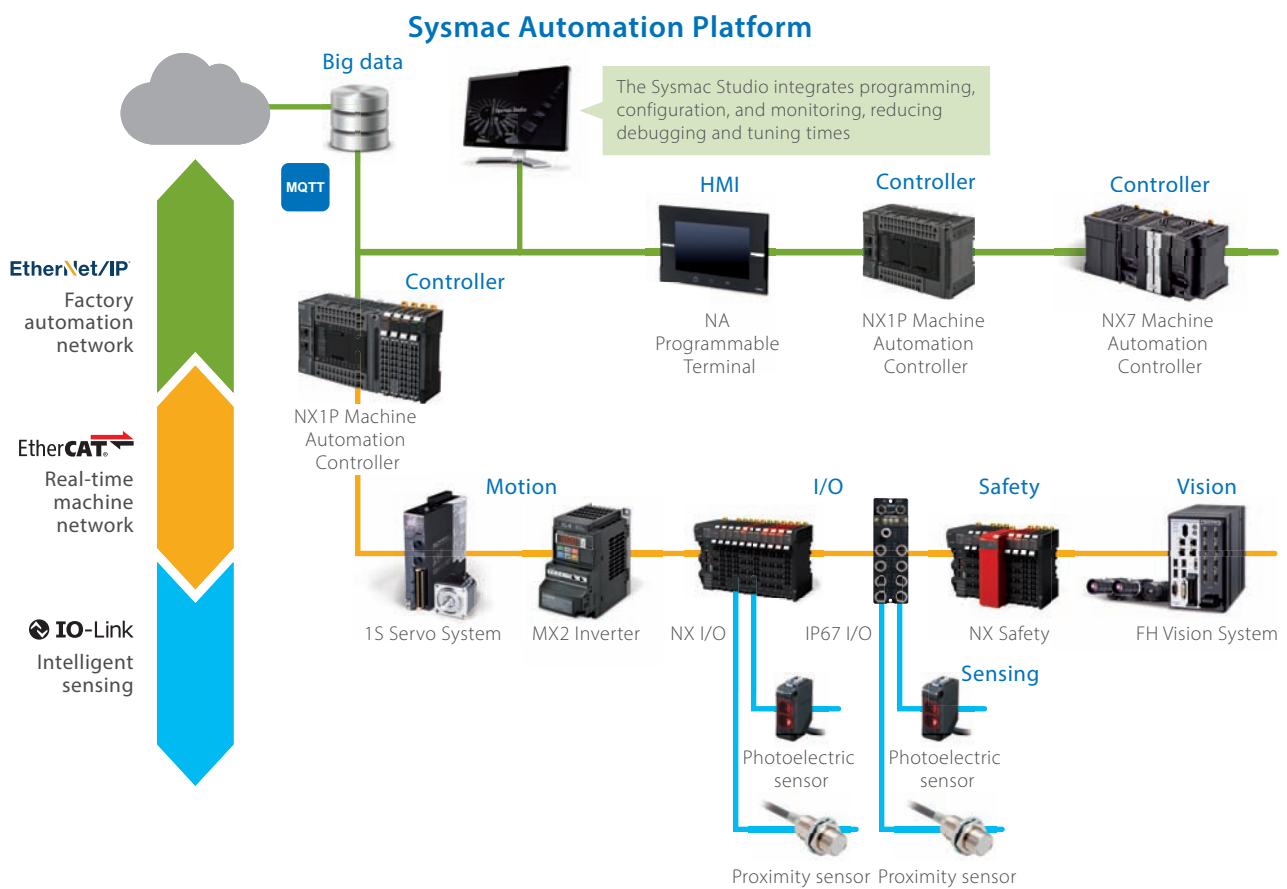 Sysmac Automation Platform
Big data
The Sysmac Studio integrates programming,
configuration, and monitoring, reducing
debugging and tuning times
Sysmac Studio
MQTT
HMI
Controller
Controller
EtherNet/IP
Factory
automation
network
Controller
NA
Programmable
Terminal
NX1P Machine
Automation
Controller
NX7 Machine
Automation
Controller
NX1P Machine
Automation
Controller
EtherCAT®
Real-time
machine
network
Motion
I/O
Safety
Vision
IO-Link
Intelligent
sensing
1S Servo System
MX2 Inverter
NX I/O
IP67 I/O
NX Safety
FH Vision System
Sensing
Photoelectric
sensor
Photoelectric
sensor
Proximity sensor
Proximity sensor